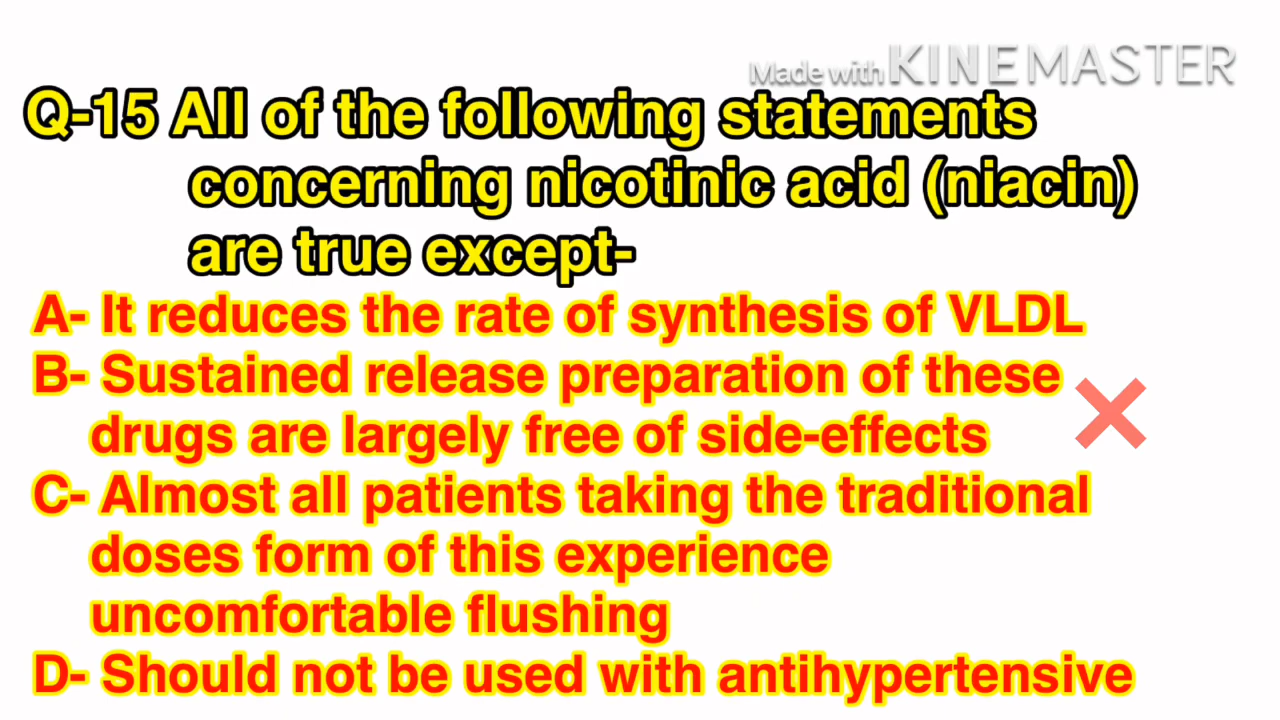 Made with KINEMASTER
Q-15 All of the following statements
concerning nicotinic acid (niacin)
are true except-
A- It reduces the rate of synthesis of VLDL
B- Sustained release preparation of these
drugs are largely free of side-effects
C- Almost all patients taking the traditional
doses form of this experience
uncomfortable flushing
D- Should not be used with antihypertensive